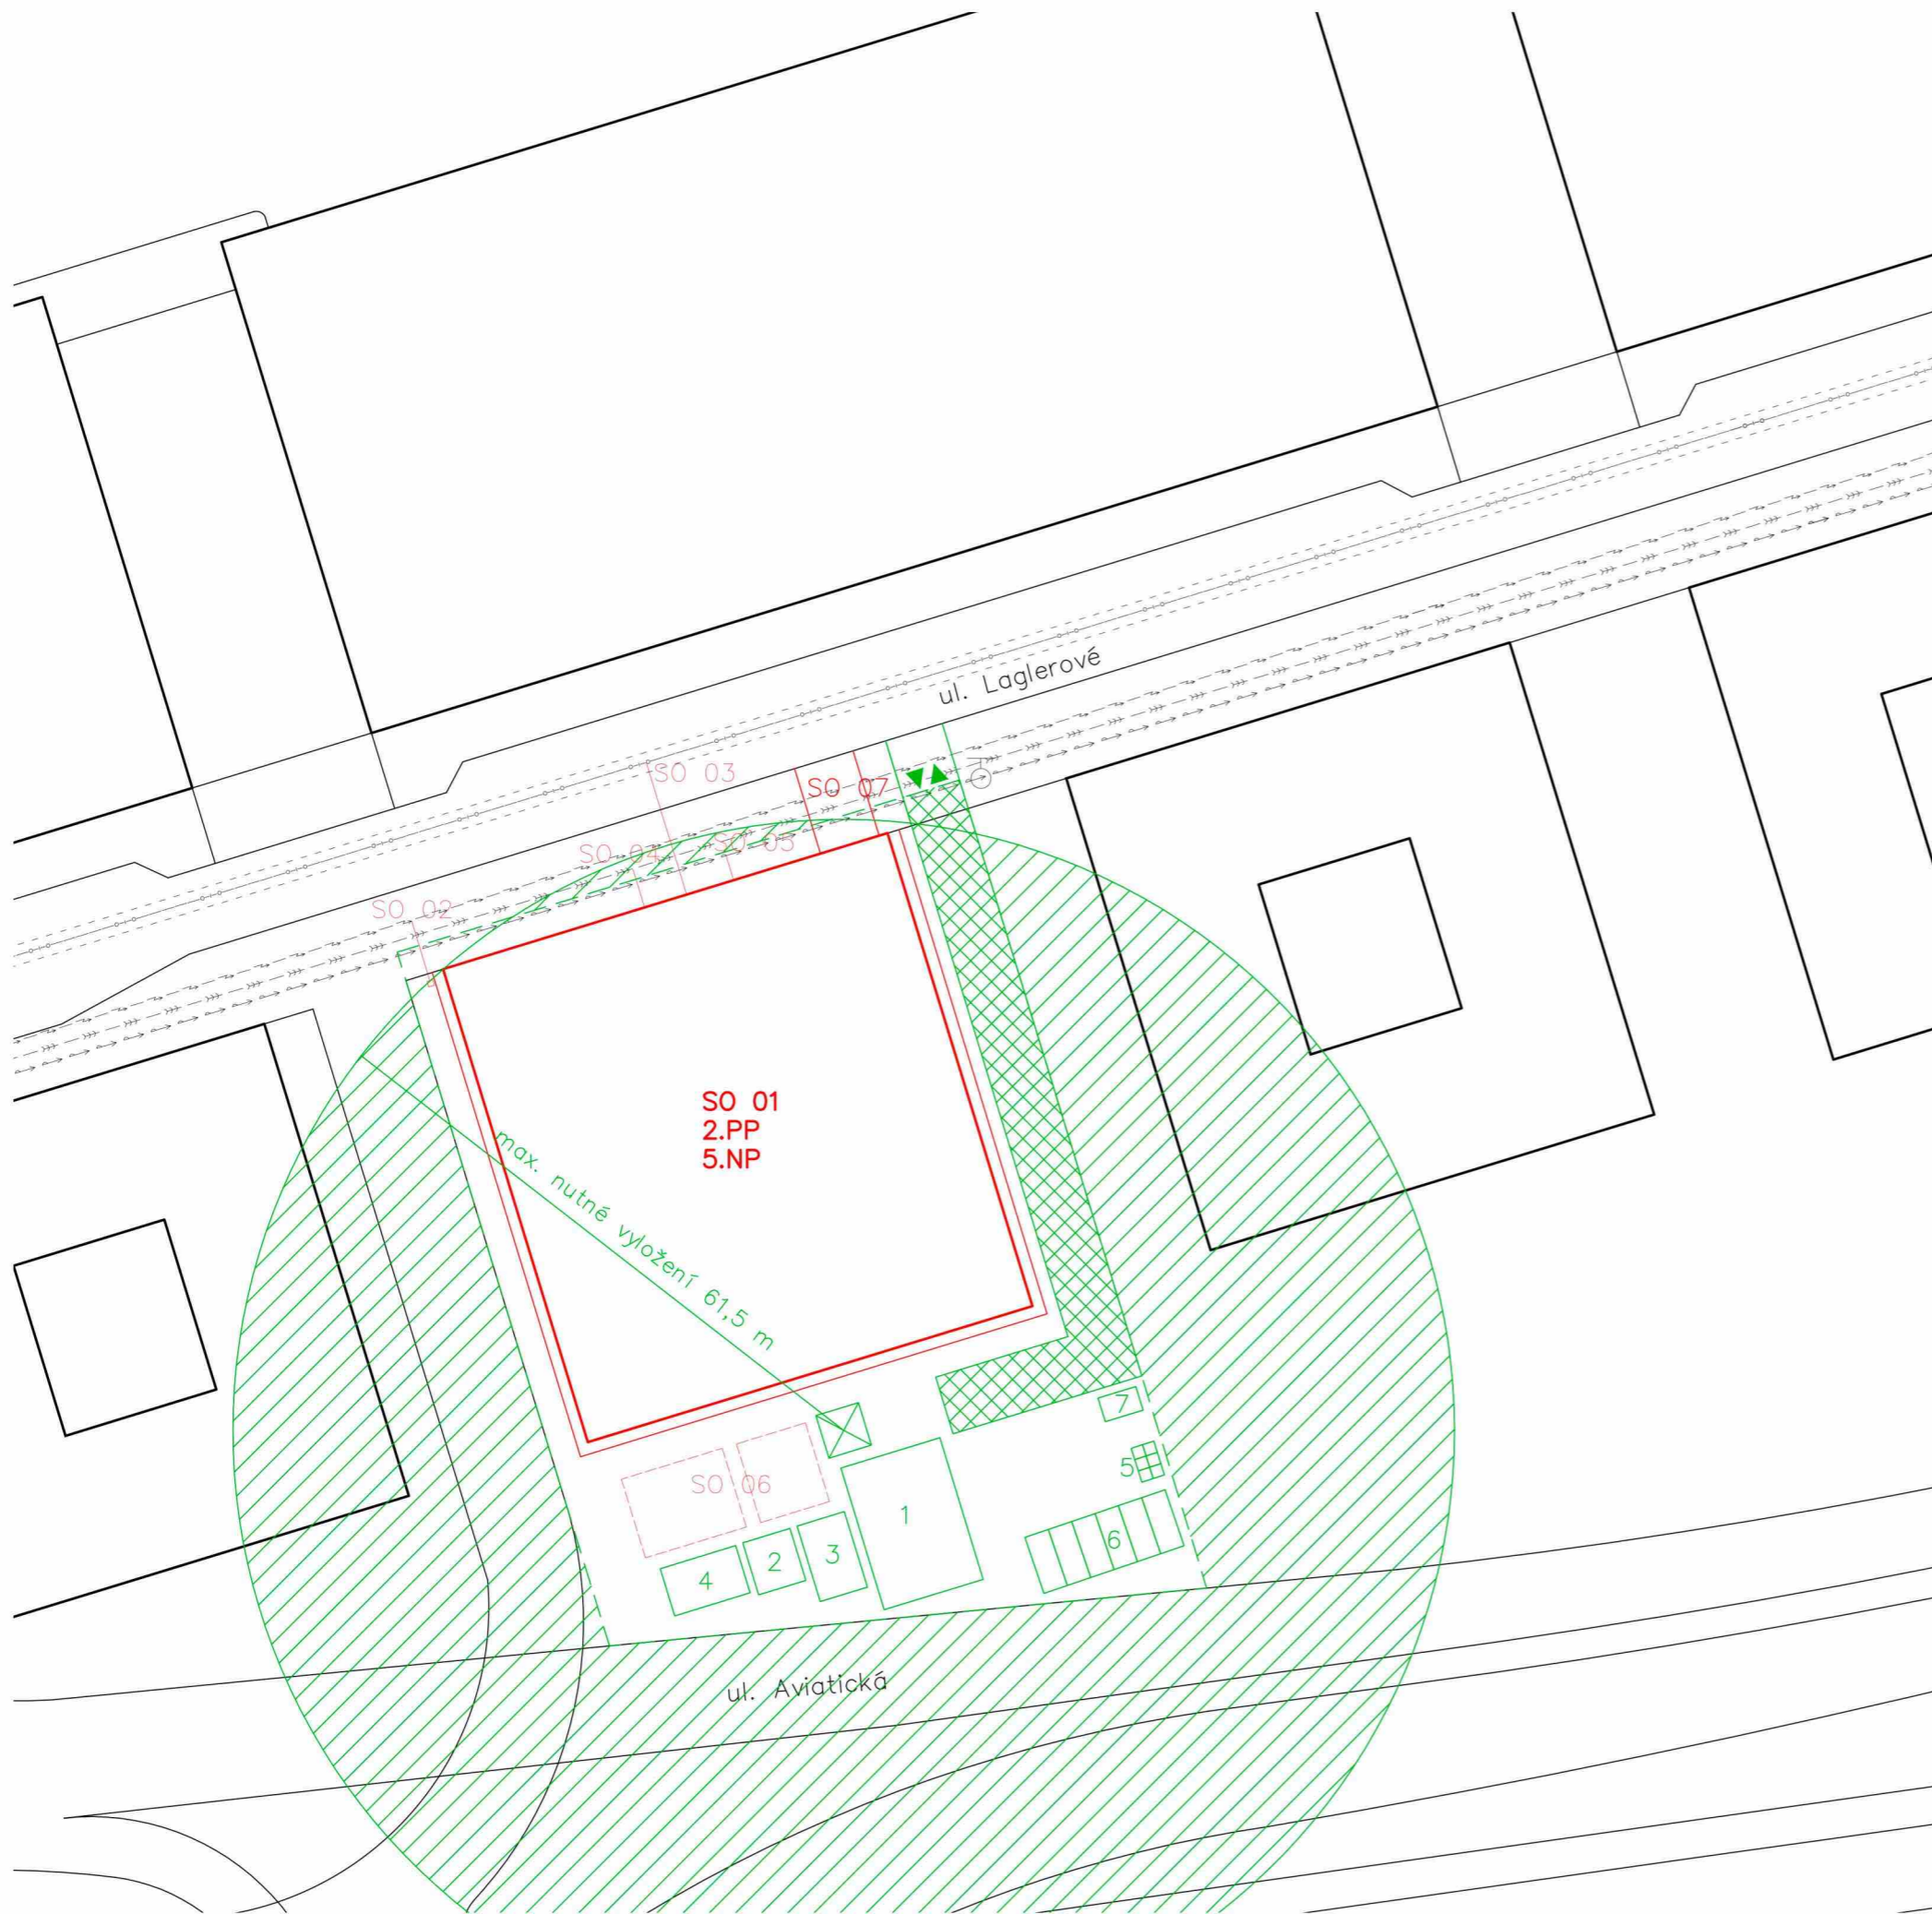 ul. Laglerové
SO 03
SO 07
SO 04
SO 05
SO 02
SO 01
2.PP
5.NP
max. nutné vyložení 61,5 m
7
5
SO 06
1
6
3
2
4
ul. Aviatická